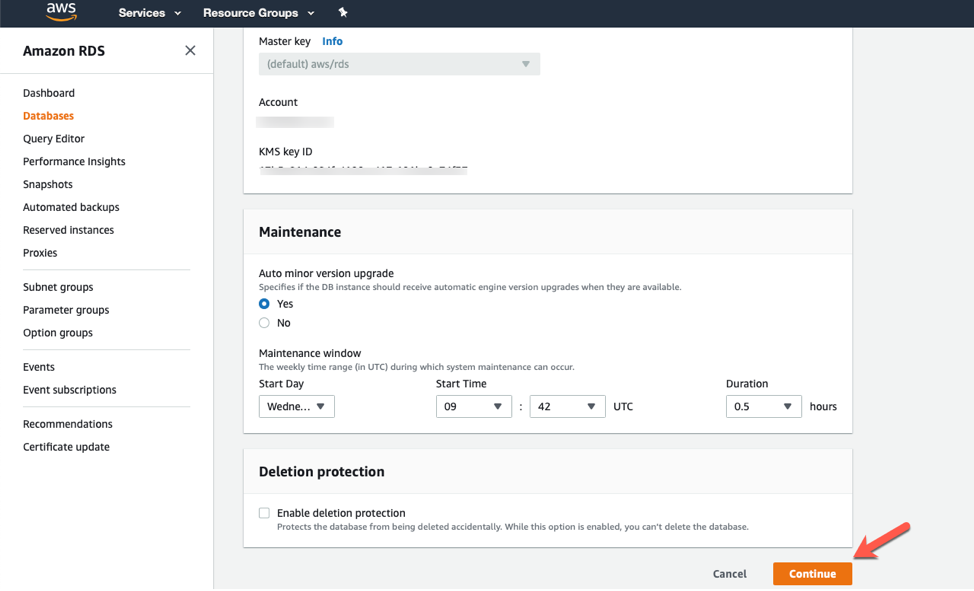 aws
Services
Resource Groups
Amazon RDS
Dashboard
Databases
Query Editor
Performance Insights
Snapshots
Automated backups
Reserved instances
Proxies
Subnet groups
Parameter groups
Option groups
Events
Event subscriptions
Recommendations
Certificate update
Master key Info
(default) aws/rds
Account
KMS key ID
Maintenance
Auto minor version upgrade
Specifies if the DB instance should receive automatic engine version upgrades when they are available.
Yes
No
Maintenance window
The weekly time range (in UTC) during which system maintenance can occur.
Start Day Start Time Duration
Wedne... 09 : 42 UTC 0.5 hours
Deletion protection
Enable deletion protection
Protects the database from being deleted accidentally. While this option is enabled, you can't delete the database.
Cancel Continue